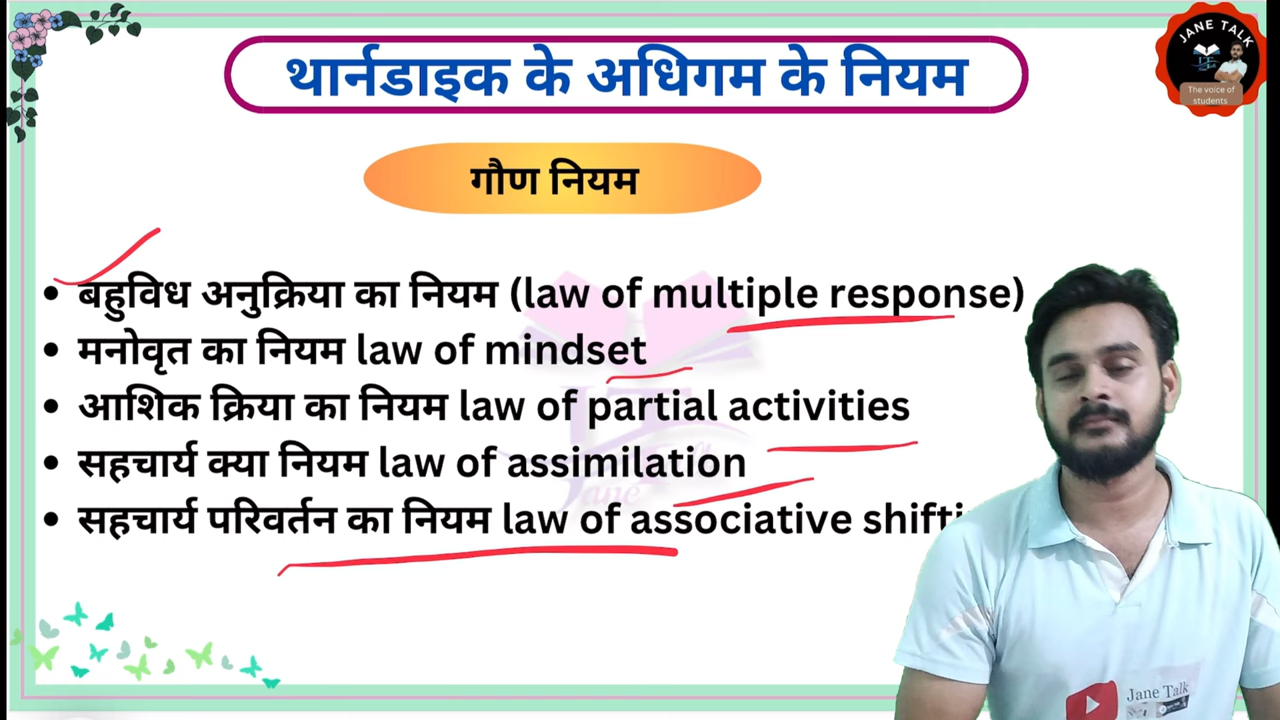 थार्नडाइक के अधिगम के नियम
JANE TALK
The voice of
students
गौण नियम
• बहुविध अनुक्रिया का नियम (law of multiple response)
• मनोवृत का नियम law of mindset
• आशिक क्रिया का नियम law of partial activities
• सहचार्य क्या नियम law of assimilation
• सहचार्य परिवर्तन का नियम law of associative
Jane Talk